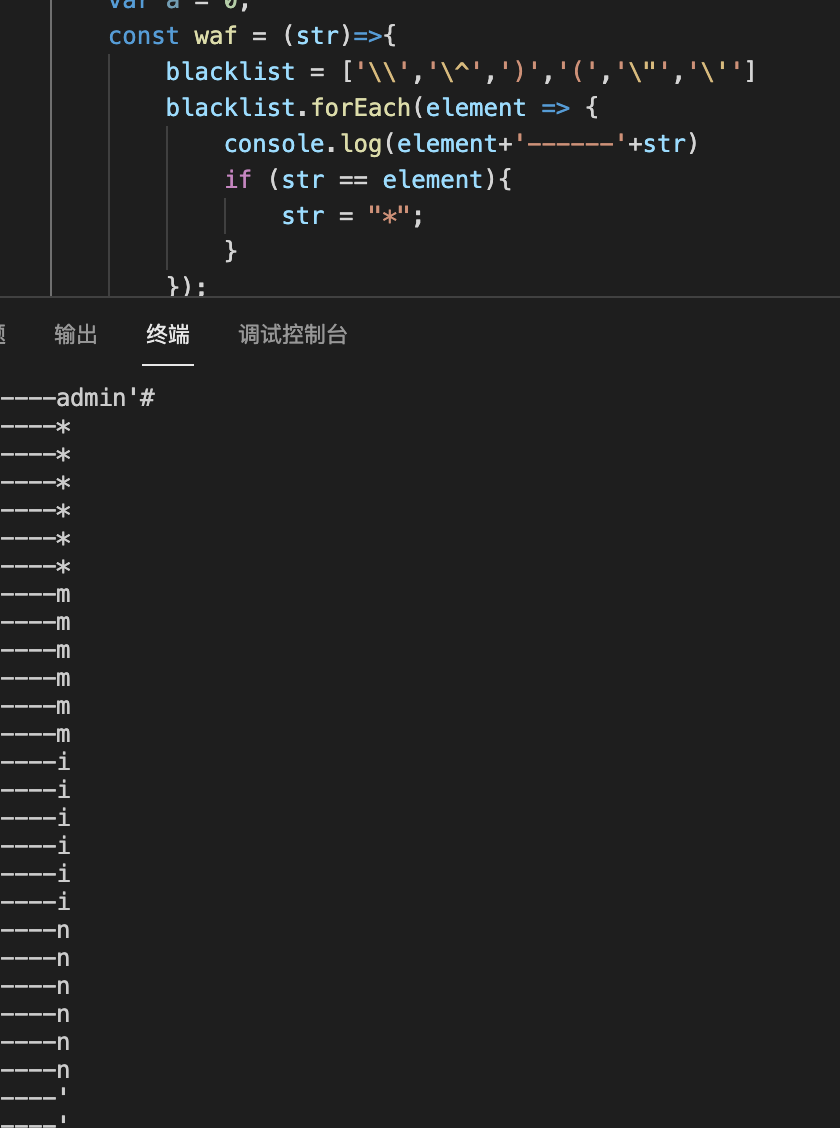 var a = 0,
const waf = (str)=>{
blacklist = ['\\','\^',')','(','\"','\'']
blacklist.forEach(element => {
console.log(element+'------'+str)
if (str == element){
str = "*";
}
});
输出 终端 调试控制台
----admin'#
----*
----*
----*
----*
----*
----*
----m
----m
----m
----m
----m
----m
----i
----i
----i
----i
----i
----i
----n
----n
----n
----n
----n
----n
----'
----'